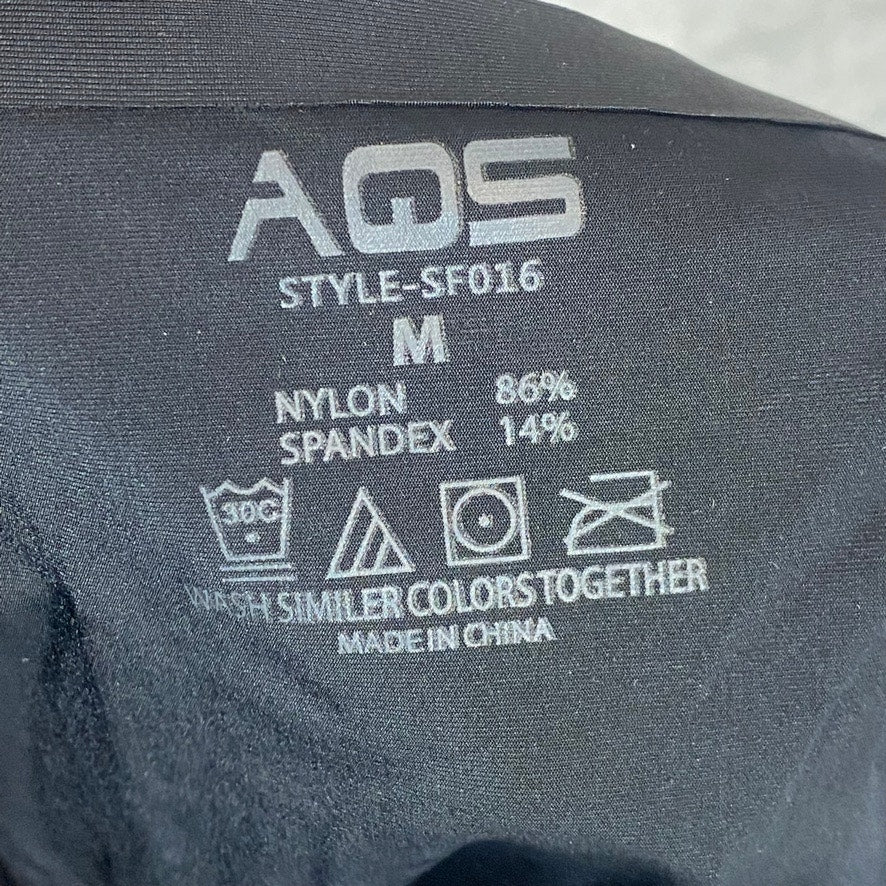 AQS
STYLE-SF016
M
NYLON 86%
SPANDEX 14%
30C
WASH SIMILER COLORS TOGETHER
MADE IN CHINA